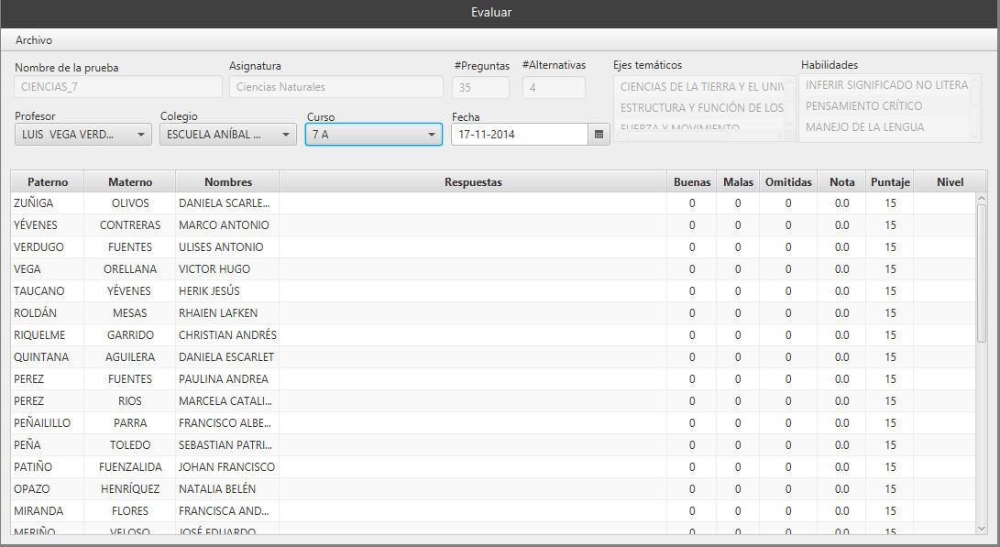 Evaluar
Archivo
Nombre de la prueba Asignatura #Preguntas #Alternativas Ejes temáticos Habilidades
CIENCIAS_7 Ciencias Naturales 35 4 CIENCIAS DE LA TIERRA Y EL UNIV INFERIR SIGNIFICADO NO LITERA
ESTRUCTURA Y FUNCIÓN DE LOS PENSAMIENTO CRÍTICO
FUERZA Y MOVIMIENTO MANEJO DE LA LENGUA
Profesor Colegio Curso Fecha
LUIS VEGA VERD... ESCUELA ANÍBAL ... 7 A 17-11-2014
Paterno Materno Nombres Respuestas Buenas Malas Omitidas Nota Puntaje Nivel
ZUÑIGA OLIVOS DANIELA SCARLE... 0 0 0 0.0 15
YÉVENES CONTRERAS MARCO ANTONIO 0 0 0 0.0 15
VERDUGO FUENTES ULISES ANTONIO 0 0 0 0.0 15
VEGA ORELLANA VICTOR HUGO 0 0 0 0.0 15
TAUCANO YÉVENES HERIK JESÚS 0 0 0 0.0 15
ROLDÁN MESAS RHAIEN LAFKEN 0 0 0 0.0 15
RIQUELME GARRIDO CHRISTIAN ANDRÉS 0 0 0 0.0 15
QUINTANA AGUILERA DANIELA ESCARLET 0 0 0 0.0 15
PEREZ FUENTES PAULINA ANDREA 0 0 0 0.0 15
PEREZ RIOS MARCELA CATALI... 0 0 0 0.0 15
PEÑAILILLO PARRA FRANCISCO ALBE... 0 0 0 0.0 15
PEÑA TOLEDO SEBASTIAN PATRI... 0 0 0 0.0 15
PATIÑO FUENZALIDA JOHAN FRANCISCO 0 0 0 0.0 15
OPAZO HENRÍQUEZ NATALIA BELÉN 0 0 0 0.0 15
MIRANDA FLORES FRANCISCA AND... 0 0 0 0.0 15
MERIÑO VELOSO JOSÉ EDUARDO 0 0 0 0.0 15